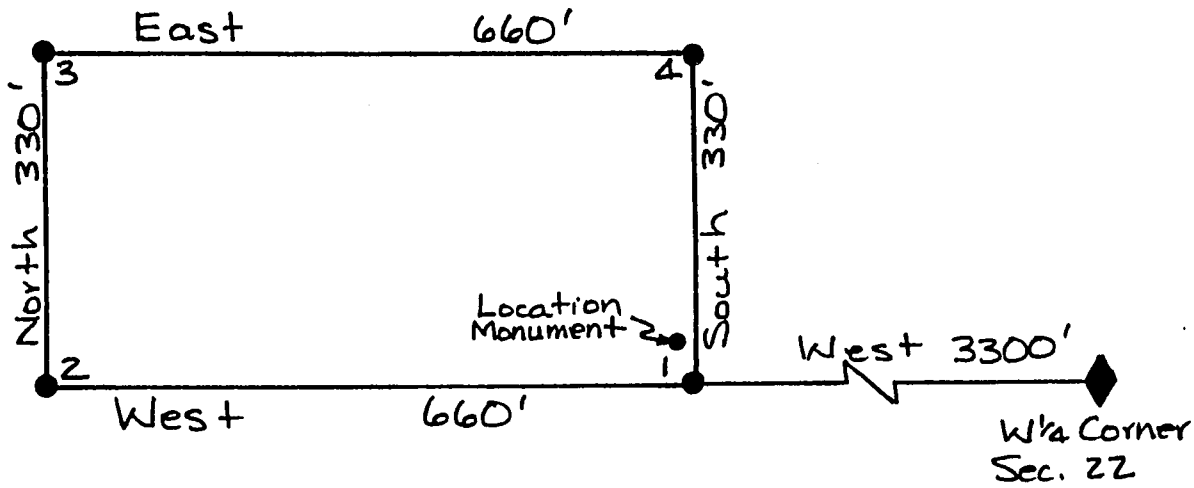 East 660'
3
4
North 330'
South 330'
Location
Monument
1
West 3300'
2
West 660'
W¼ Corner
Sec. 22